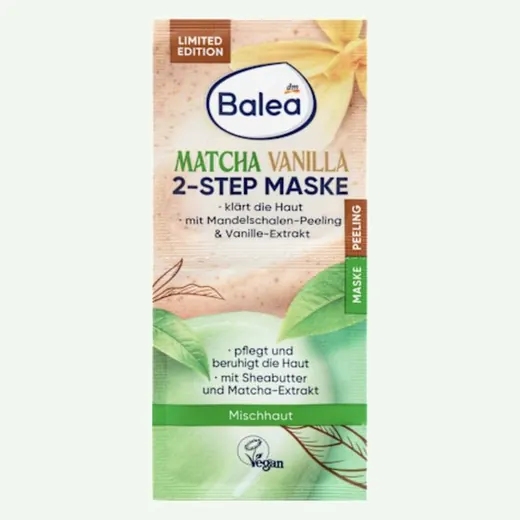 LIMITED
EDITION
dm
Balea
MATCHA VANILLA
2-STEP MASKE
· klärt die Haut
· mit Mandelschalen-Peeling
& Vanille-Extrakt
PEELING
MASKE
· pflegt und
beruhigt die Haut
· mit Sheabutter
und Matcha-Extrakt
Mischhaut
Vegan